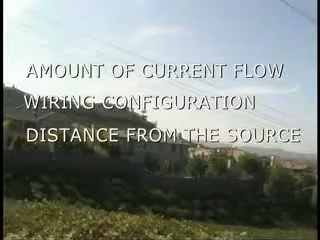 AMOUNT OF CURRENT FLOW
WIRING CONFIGURATION
DISTANCE FROM THE SOURCE